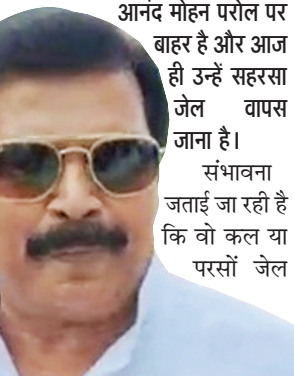 आनंद मोहन परोल पर
बाहर है और आज
ही उन्हें सहरसा
जेल वापस
जाना है।
संभावना
जताई जा रही है
कि वो कल या
परसों जेल